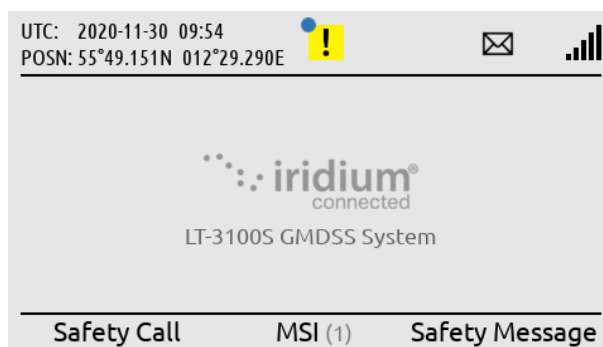 UTC: 2020-11-30 09:54
POSN: 55°49.151N 012°29.290E
!
iridium®
connected
LT-3100S GMDSS System
Safety Call MSI (1) Safety Message